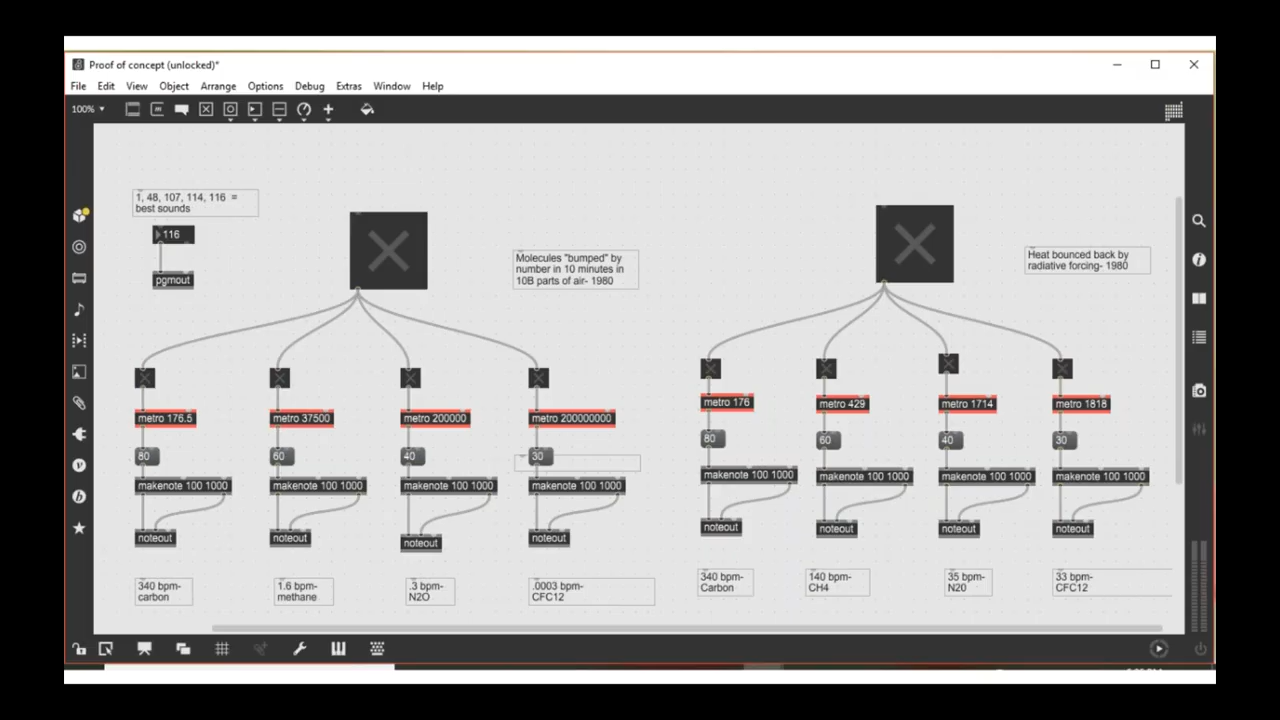 Proof of concept (unlocked)*
File Edit View Object Arrange Options Debug Extras Window Help
100%
1, 48, 107, 114, 116 =
best sounds
116
pgmout
Molecules "bumped" by
number in 10 minutes in
10B parts of air- 1980
Heat bounced back by
radiative forcing- 1980
metro 176.5
metro 37500
metro 200000
metro 200000000
metro 176
metro 429
metro 1714
metro 1818
80
60
40
30
80
60
40
30
makenote 100 1000
makenote 100 1000
makenote 100 1000
makenote 100 1000
makenote 100 1000
makenote 100 1000
makenote 100 1000
makenote 100 1000
noteout
noteout
noteout
noteout
noteout
noteout
noteout
noteout
340 bpm-
carbon
1.6 bpm-
methane
.3 bpm-
N2O
.0003 bpm-
CFC12
340 bpm-
Carbon
140 bpm-
CH4
35 bpm-
N20
33 bpm-
CFC12